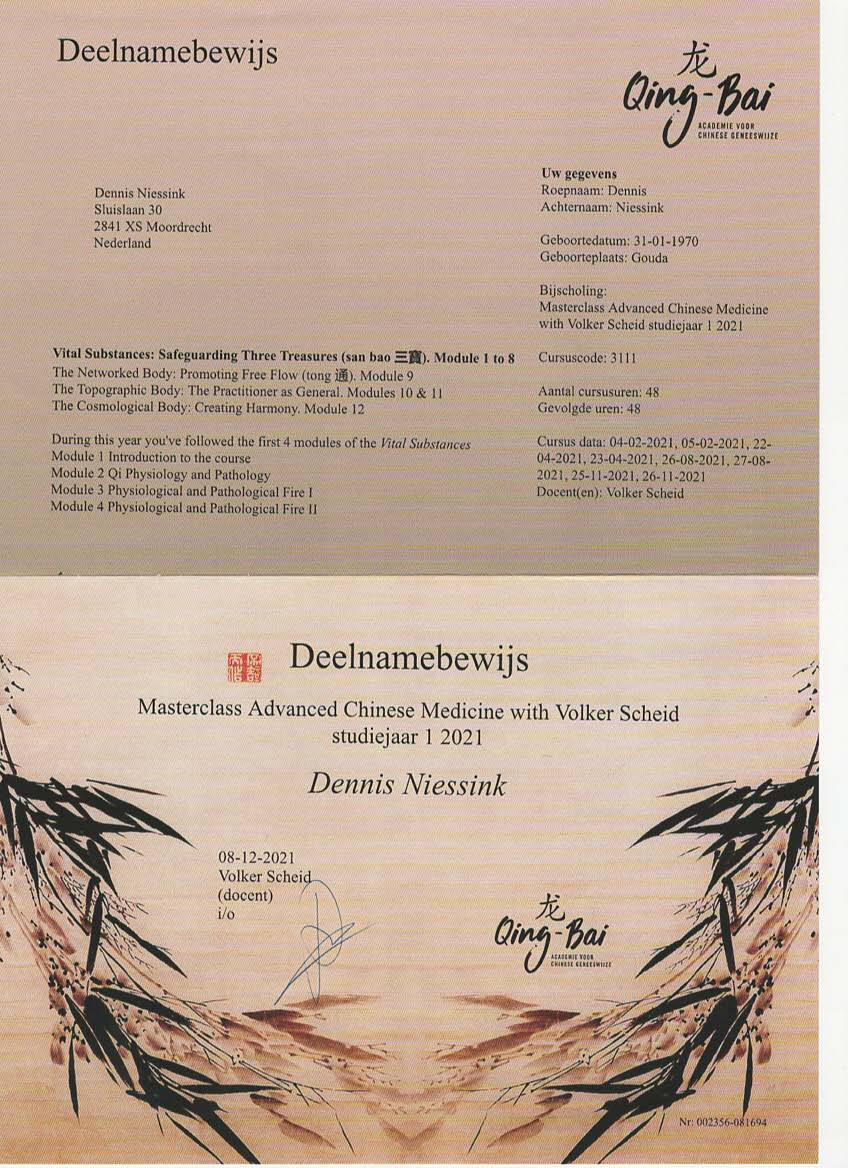 Deelnamebewijs
龙
Qing-Bai
ACADEMIE VOOR
CHINESE GENEESWIJZE
Dennis Niessink
Sluislaan 30
2841 XS Moordrecht
Nederland
Uw gegevens
Roepnaam: Dennis
Achternaam: Niessink
Geboortedatum: 31-01-1970
Geboorteplaats: Gouda
Bijscholing:
Masterclass Advanced Chinese Medicine
with Volker Scheid studiejaar 1 2021
Vital Substances: Safeguarding Three Treasures (san bao 三寶). Module 1 to 8
The Networked Body: Promoting Free Flow (tong 通). Module 9
The Topographic Body: The Practitioner as General. Modules 10 & 11
The Cosmological Body: Creating Harmony. Module 12
Cursuscode: 3111
Aantal cursusuren: 48
Gevolgde uren: 48
During this year you've followed the first 4 modules of the Vital Substances
Module 1 Introduction to the course
Module 2 Qi Physiology and Pathology
Module 3 Physiological and Pathological Fire I
Module 4 Physiological and Pathological Fire II
Cursus data: 04-02-2021, 05-02-2021, 22-
04-2021, 23-04-2021, 26-08-2021, 27-08-
2021, 25-11-2021, 26-11-2021
Docent(en): Volker Scheid
Deelnamebewijs
Masterclass Advanced Chinese Medicine with Volker Scheid
studiejaar 1 2021
Dennis Niessink
08-12-2021
Volker Scheid
(docent)
i/o
龙
Qing-Bai
ACADEMIE VOOR
CHINESE GENEESWIJZE
Nr: 002356-081694